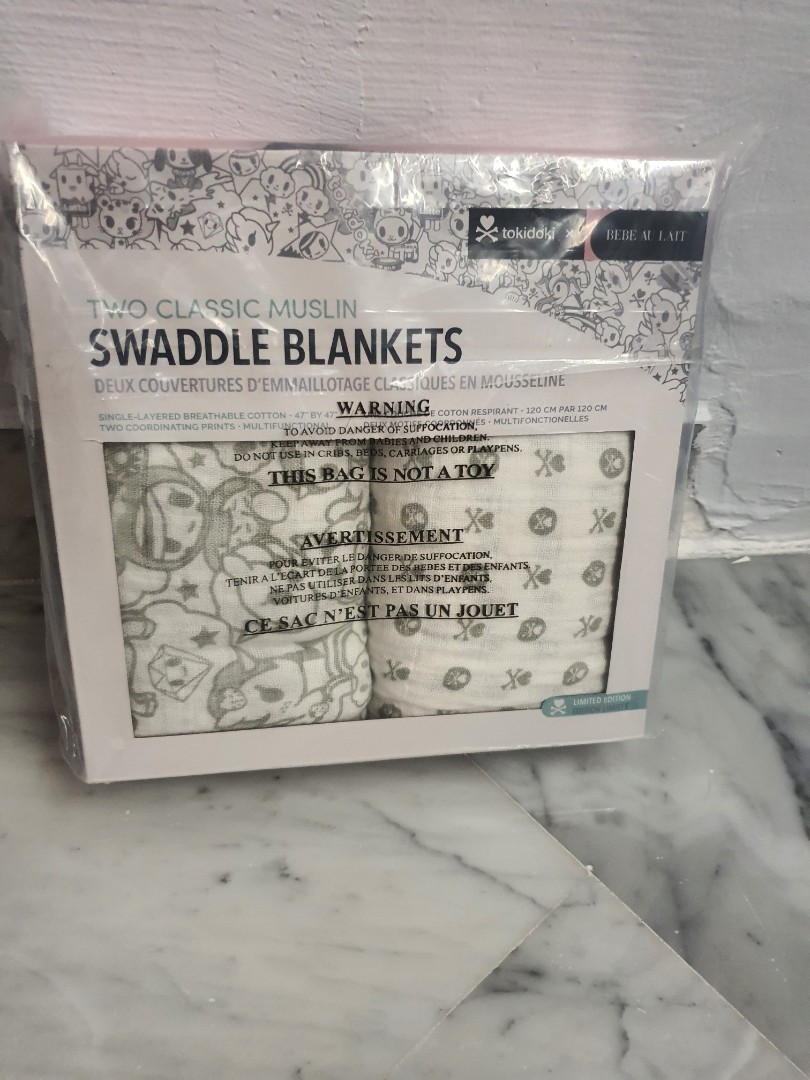 tokidoki × BEBE AU LAIT
TWO CLASSIC MUSLIN
SWADDLE BLANKETS
DEUX COUVERTURES D'EMMAILLOTAGE CLASSIQUES EN MOUSSELINE
SINGLE-LAYERED BREATHABLE COTTON • 47" BY 47"
TWO COORDINATING PRINTS • MULTIFUNCTIONAL
DE COTON RESPIRANT • 120 CM PAR 120 CM
DEUX MOTIFS COORDONNÉS • MULTIFONCTIONELLES
WARNING
TO AVOID DANGER OF SUFFOCATION,
KEEP AWAY FROM BABIES AND CHILDREN.
DO NOT USE IN CRIBS, BEDS, CARRIAGES OR PLAYPENS.
THIS BAG IS NOT A TOY
AVERTISSEMENT
POUR EVITER LE DANGER DE SUFFOCATION,
TENIR A L'ECART DE LA PORTEE DES BEBES ET DES ENFANTS.
NE PAS UTILISER DANS LES LITS D'ENFANTS,
VOITURES D'ENFANTS, ET DANS PLAYPENS.
CE SAC N'EST PAS UN JOUET
LIMITED EDITION